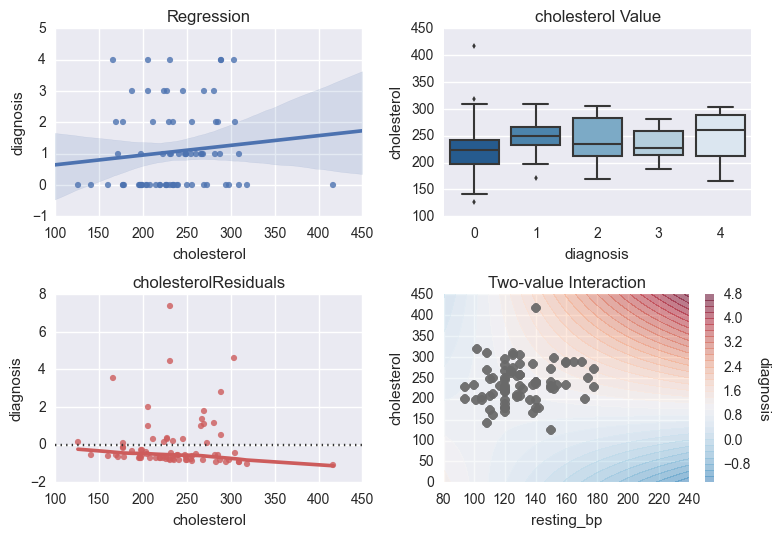 Regression
5
4
3
2
1
0
−1
diagnosis
100 150 200 250 300 350 400 450
cholesterol
cholesterol Value
450
400
350
300
250
200
150
100
cholesterol
0 1 2 3 4
diagnosis
cholesterolResiduals
8
6
4
2
0
−2
diagnosis
100 150 200 250 300 350 400 450
cholesterol
Two-value Interaction
450
400
350
300
250
200
150
100
50
0
cholesterol
80 100 120 140 160 180 200 220 240
resting_bp
4.8
4.0
3.2
2.4
1.6
0.8
0.0
−0.8
diagnosis